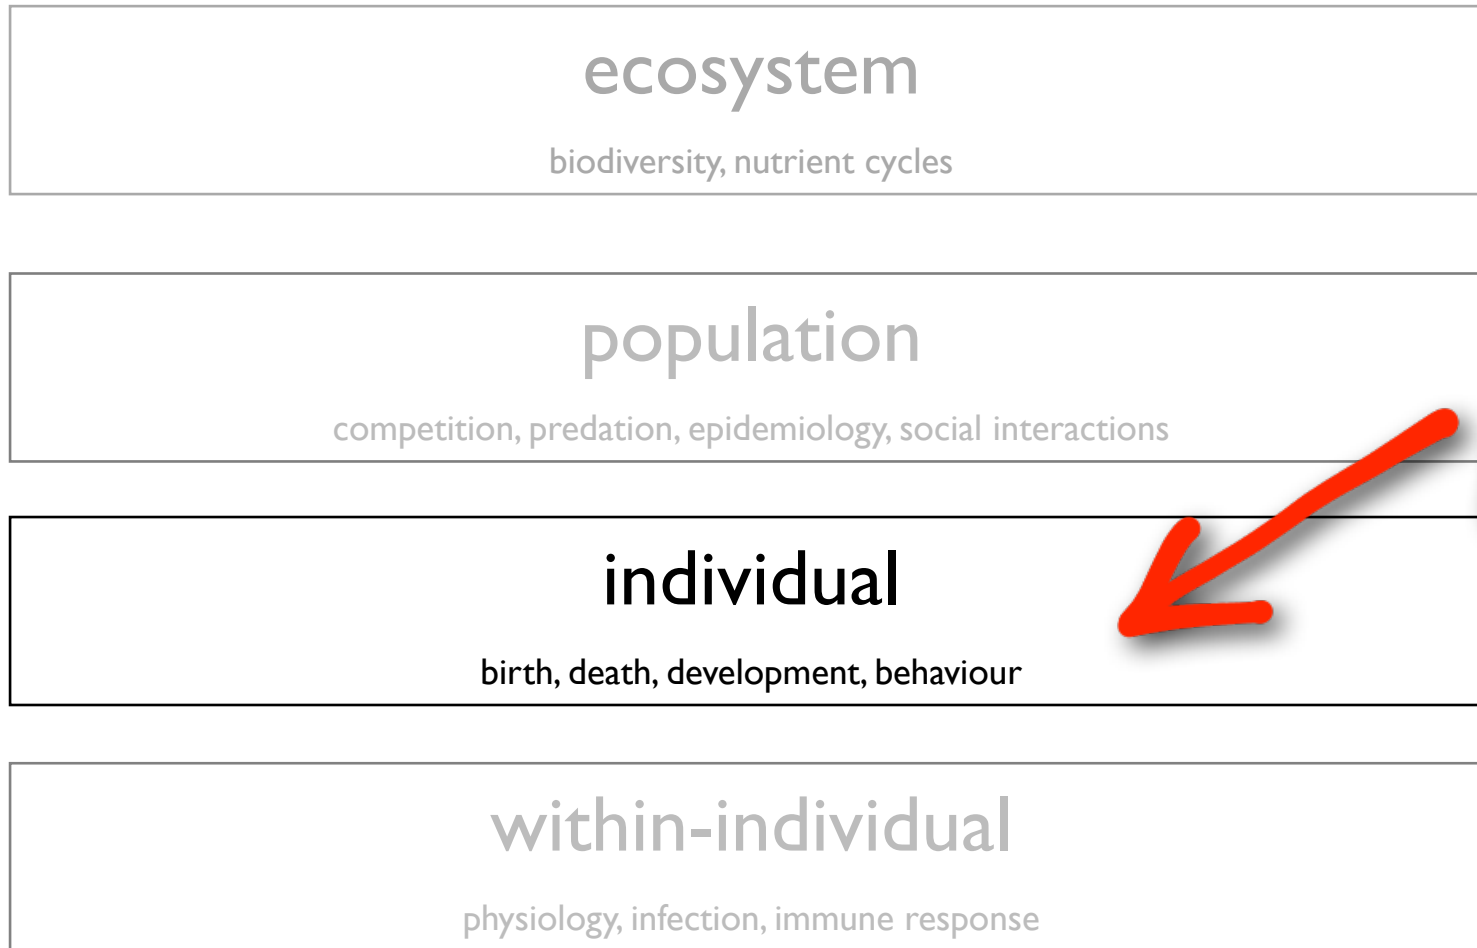 ecosystem
biodiversity, nutrient cycles
population
competition, predation, epidemiology, social interactions
individual
birth, death, development, behaviour
within-individual
physiology, infection, immune response